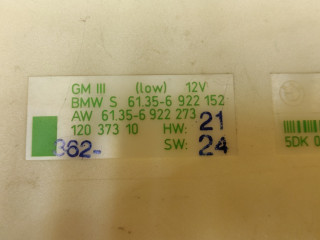 GM III (low) 12V
BMW S 61.35-6 922 152
AW 61.35-6 922 273
120 373 10 HW: 21
362- SW: 24
5DK 0